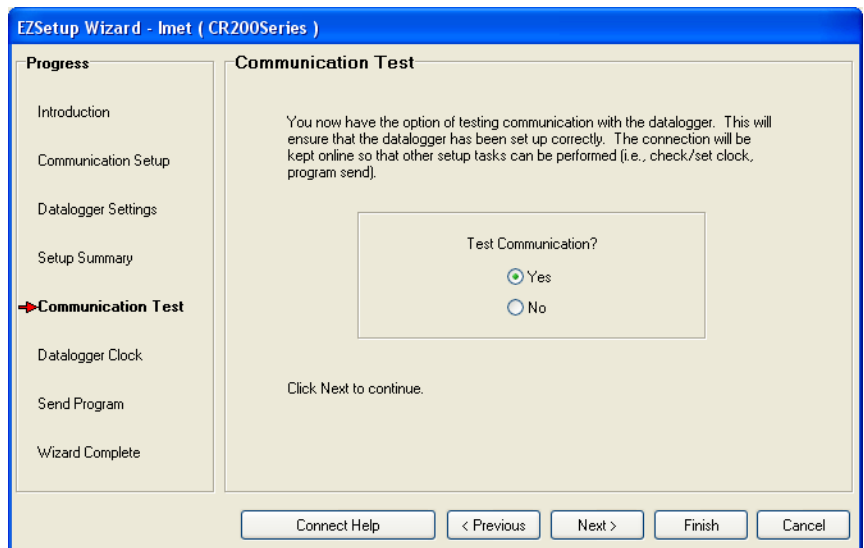 EZSetup Wizard - Imet ( CR200Series )
Progress
Introduction
Communication Setup
Datalogger Settings
Setup Summary
Communication Test
Datalogger Clock
Send Program
Wizard Complete
Communication Test
You now have the option of testing communication with the datalogger. This will
ensure that the datalogger has been set up correctly. The connection will be
kept online so that other setup tasks can be performed (i.e., check/set clock,
program send).
Test Communication?
Yes
No
Click Next to continue.
Connect Help
< Previous
Next >
Finish
Cancel